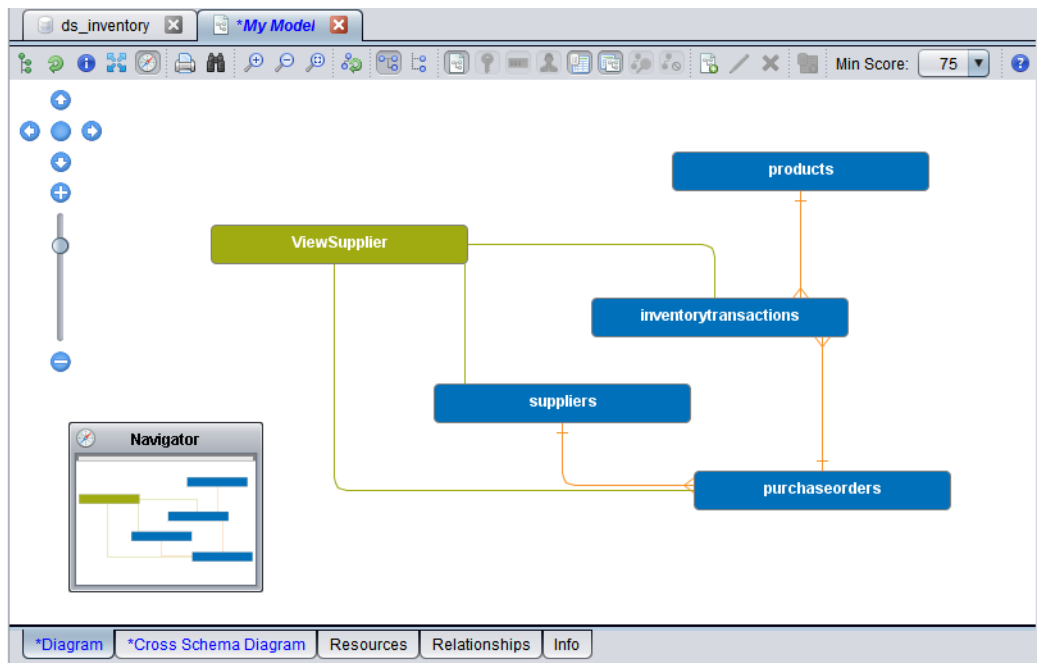 ds_inventory
*My Model
Min Score: 75
products
ViewSupplier
inventorytransactions
suppliers
Navigator
purchaseorders
*Diagram *Cross Schema Diagram Resources Relationships Info